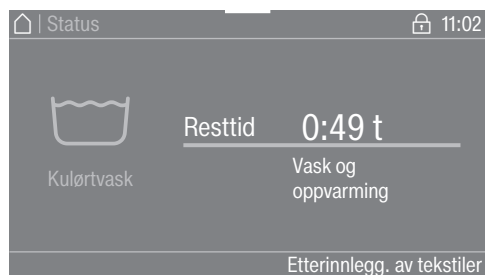 | Status 11:02
Resttid 0:49 t
Kulørtvask
Vask og
oppvarming
Etterinnlegg. av tekstiler